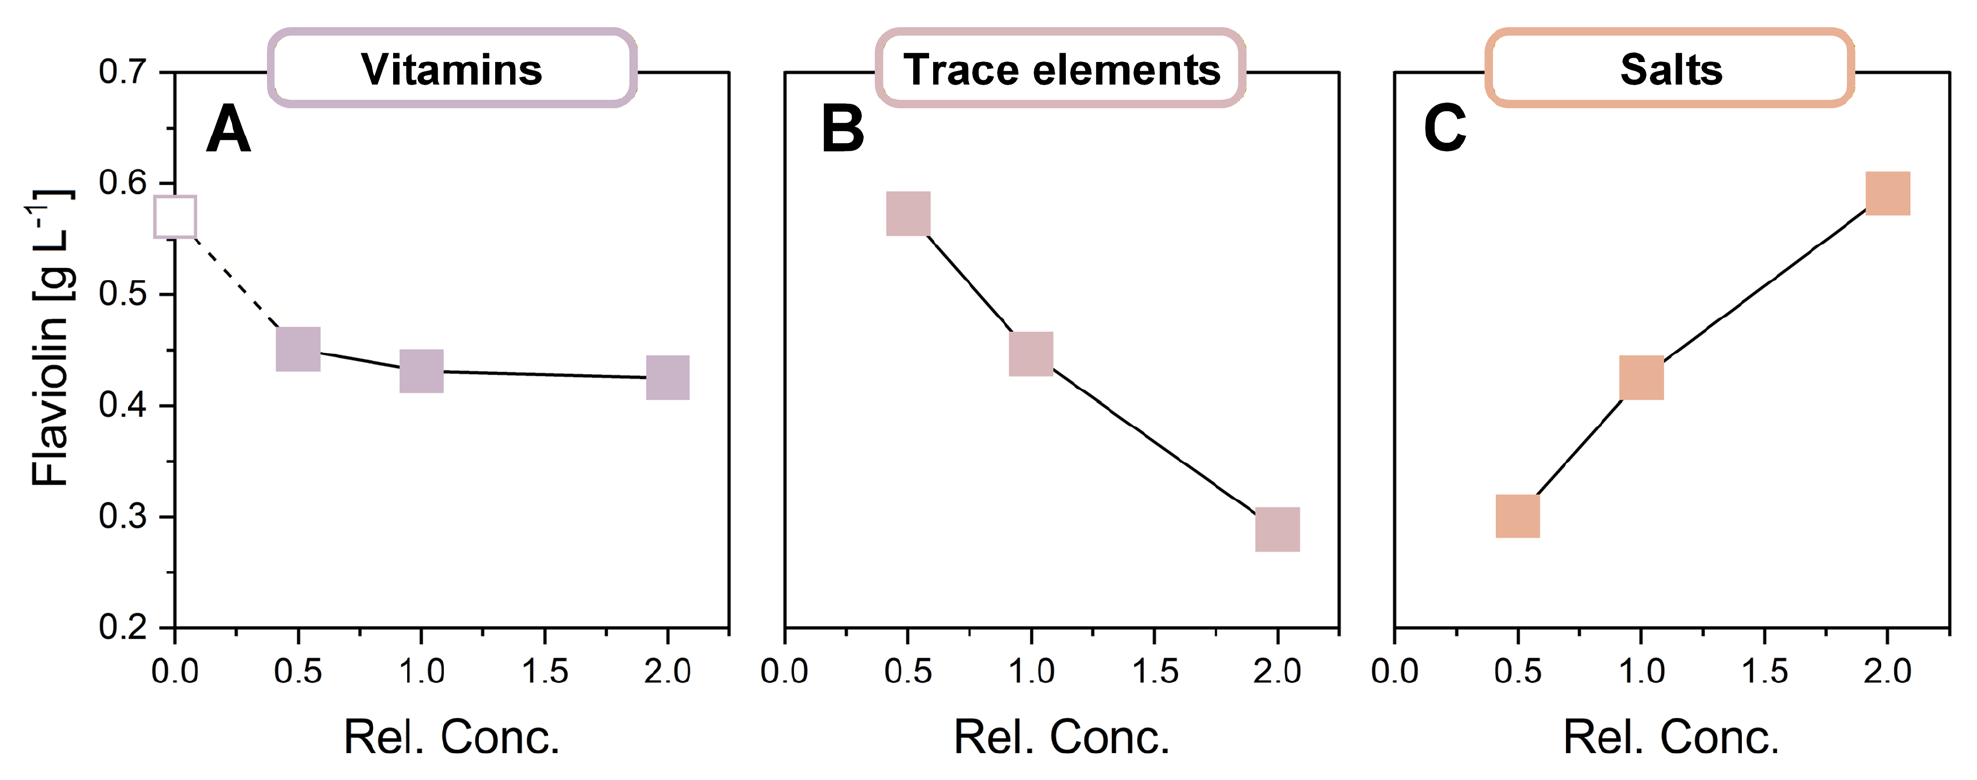 Vitamins
Trace elements
Salts
A
B
C
Flaviolin [g L⁻¹]
0.7
0.6
0.5
0.4
0.3
0.2
0.0 0.5 1.0 1.5 2.0
0.0 0.5 1.0 1.5 2.0
0.0 0.5 1.0 1.5 2.0
Rel. Conc.
Rel. Conc.
Rel. Conc.